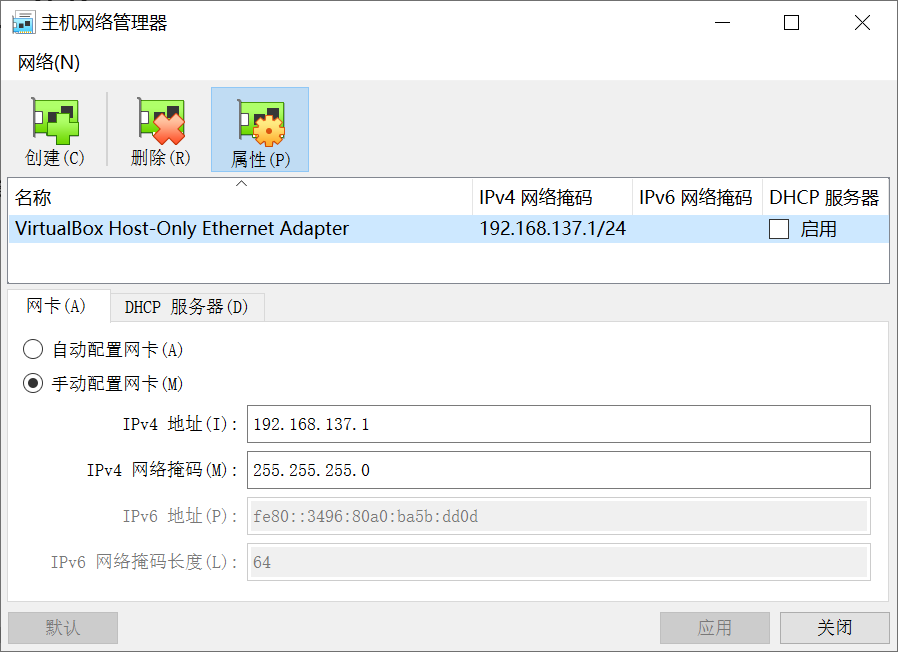 主机网络管理器
网络(N)
创建(C) 删除(R) 属性(P)
名称 IPv4 网络掩码 IPv6 网络掩码 DHCP 服务器
VirtualBox Host-Only Ethernet Adapter 192.168.137.1/24 启用
网卡(A) DHCP 服务器(D)
自动配置网卡(A)
手动配置网卡(M)
IPv4 地址(I): 192.168.137.1
IPv4 网络掩码(M): 255.255.255.0
IPv6 地址(P): fe80::3496:80a0:ba5b:dd0d
IPv6 网络掩码长度(L): 64
默认 应用 关闭